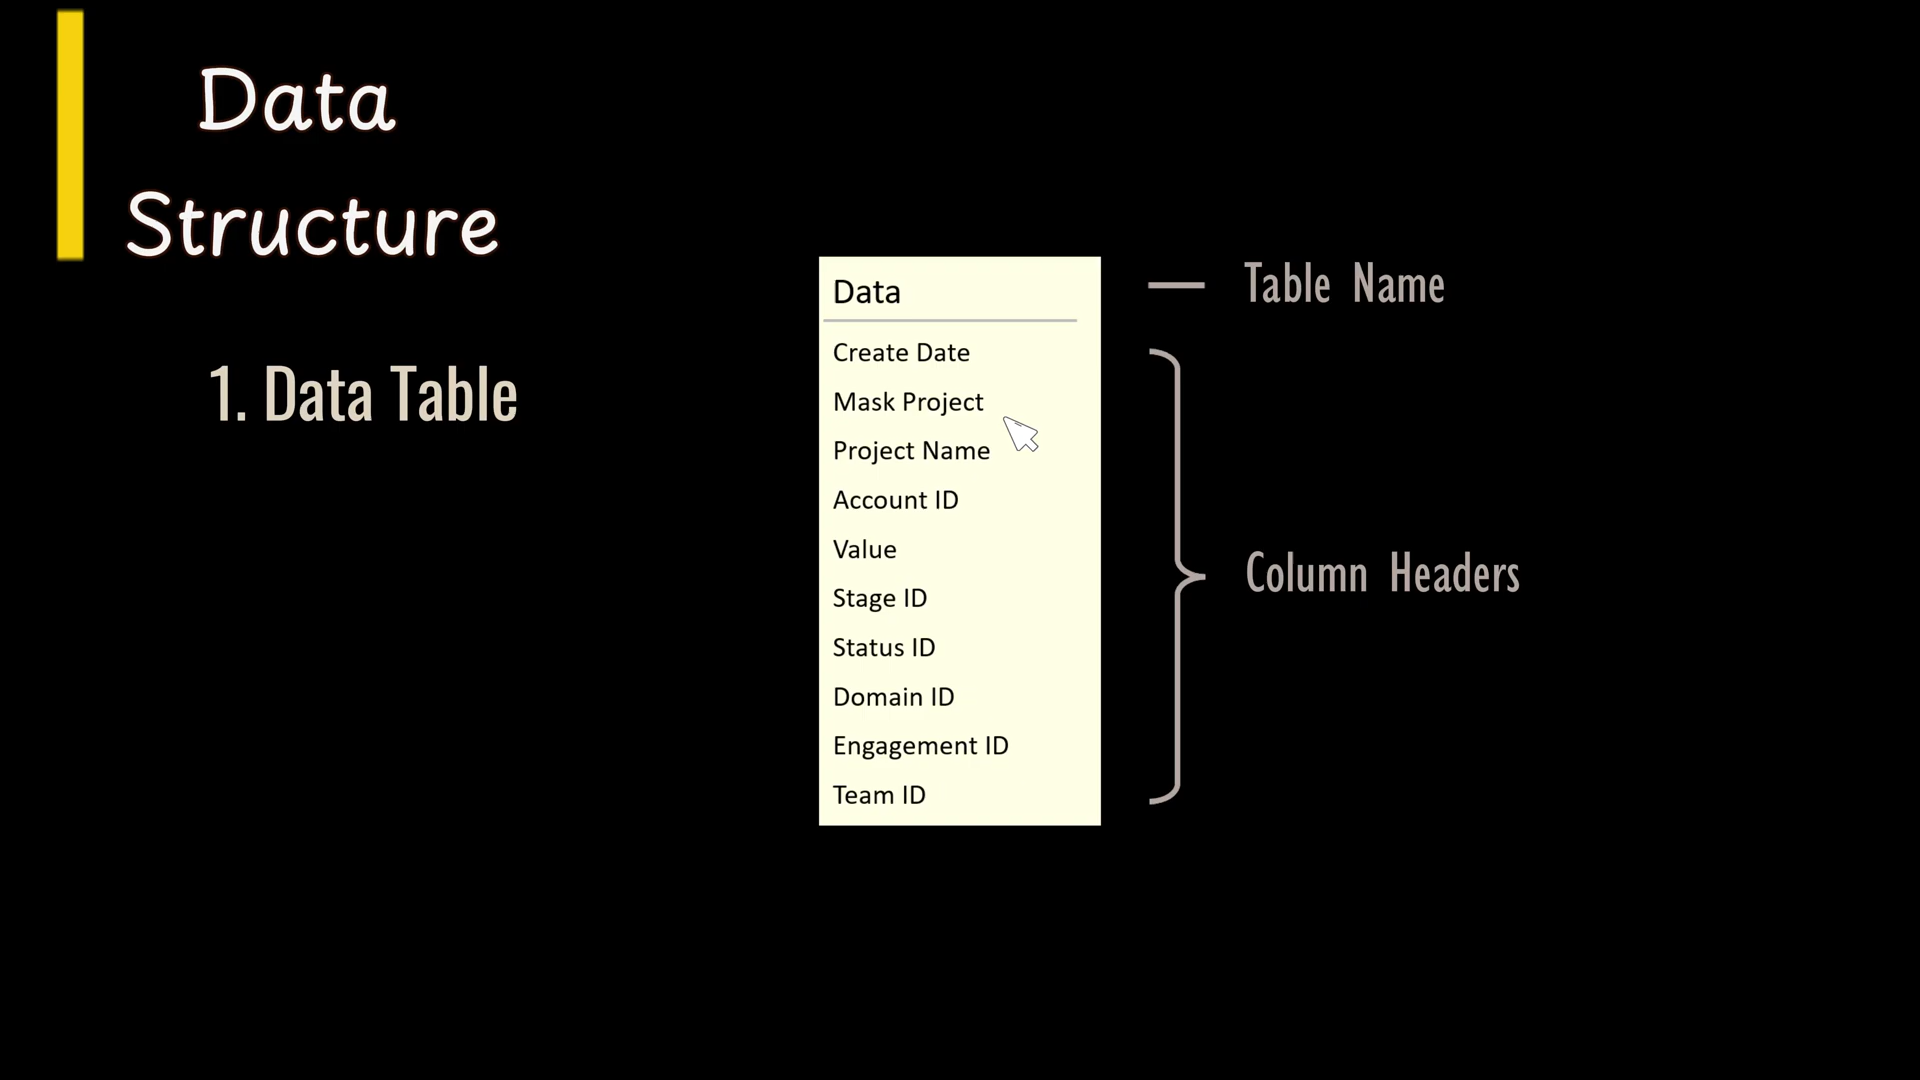 Data
Structure
1. Data Table
Data
Create Date
Mask Project
Project Name
Account ID
Value
Stage ID
Status ID
Domain ID
Engagement ID
Team ID
Table Name
Column Headers